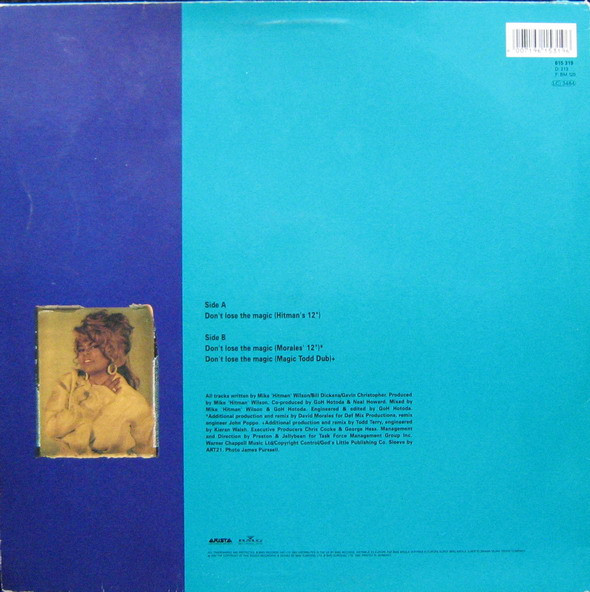 615 319
Side A
Don't lose the magic (Hitman's 12")
Side B
Don't lose the magic (Morales' 12")*
Don't lose the magic (Magic Todd Dub)+
All tracks written by Mike 'Hitman' Wilson/Bill Dickens/Gavin Christopher. Produced
by Mike 'Hitman' Wilson. Co-produced by GoH Hotoda & Neal Howard. Mixed by
Mike 'Hitman' Wilson & GoH Hotoda. Engineered & edited by GoH Hotoda.
*Additional production and remix by David Morales for Def Mix Productions, remix
engineer John Poppo. +Additional production and remix by Todd Terry, engineered
by Kieran Walsh. Executive Producers Chris Cooke & George Hess. Management
and Direction by Preston & Jellybean for Task Force Management Group Inc.
Warner Chappell Music Ltd/Copyright Control/God's Little Publishing Co. Sleeve by
ART21. Photo James Pursell.
ARISTA BMG